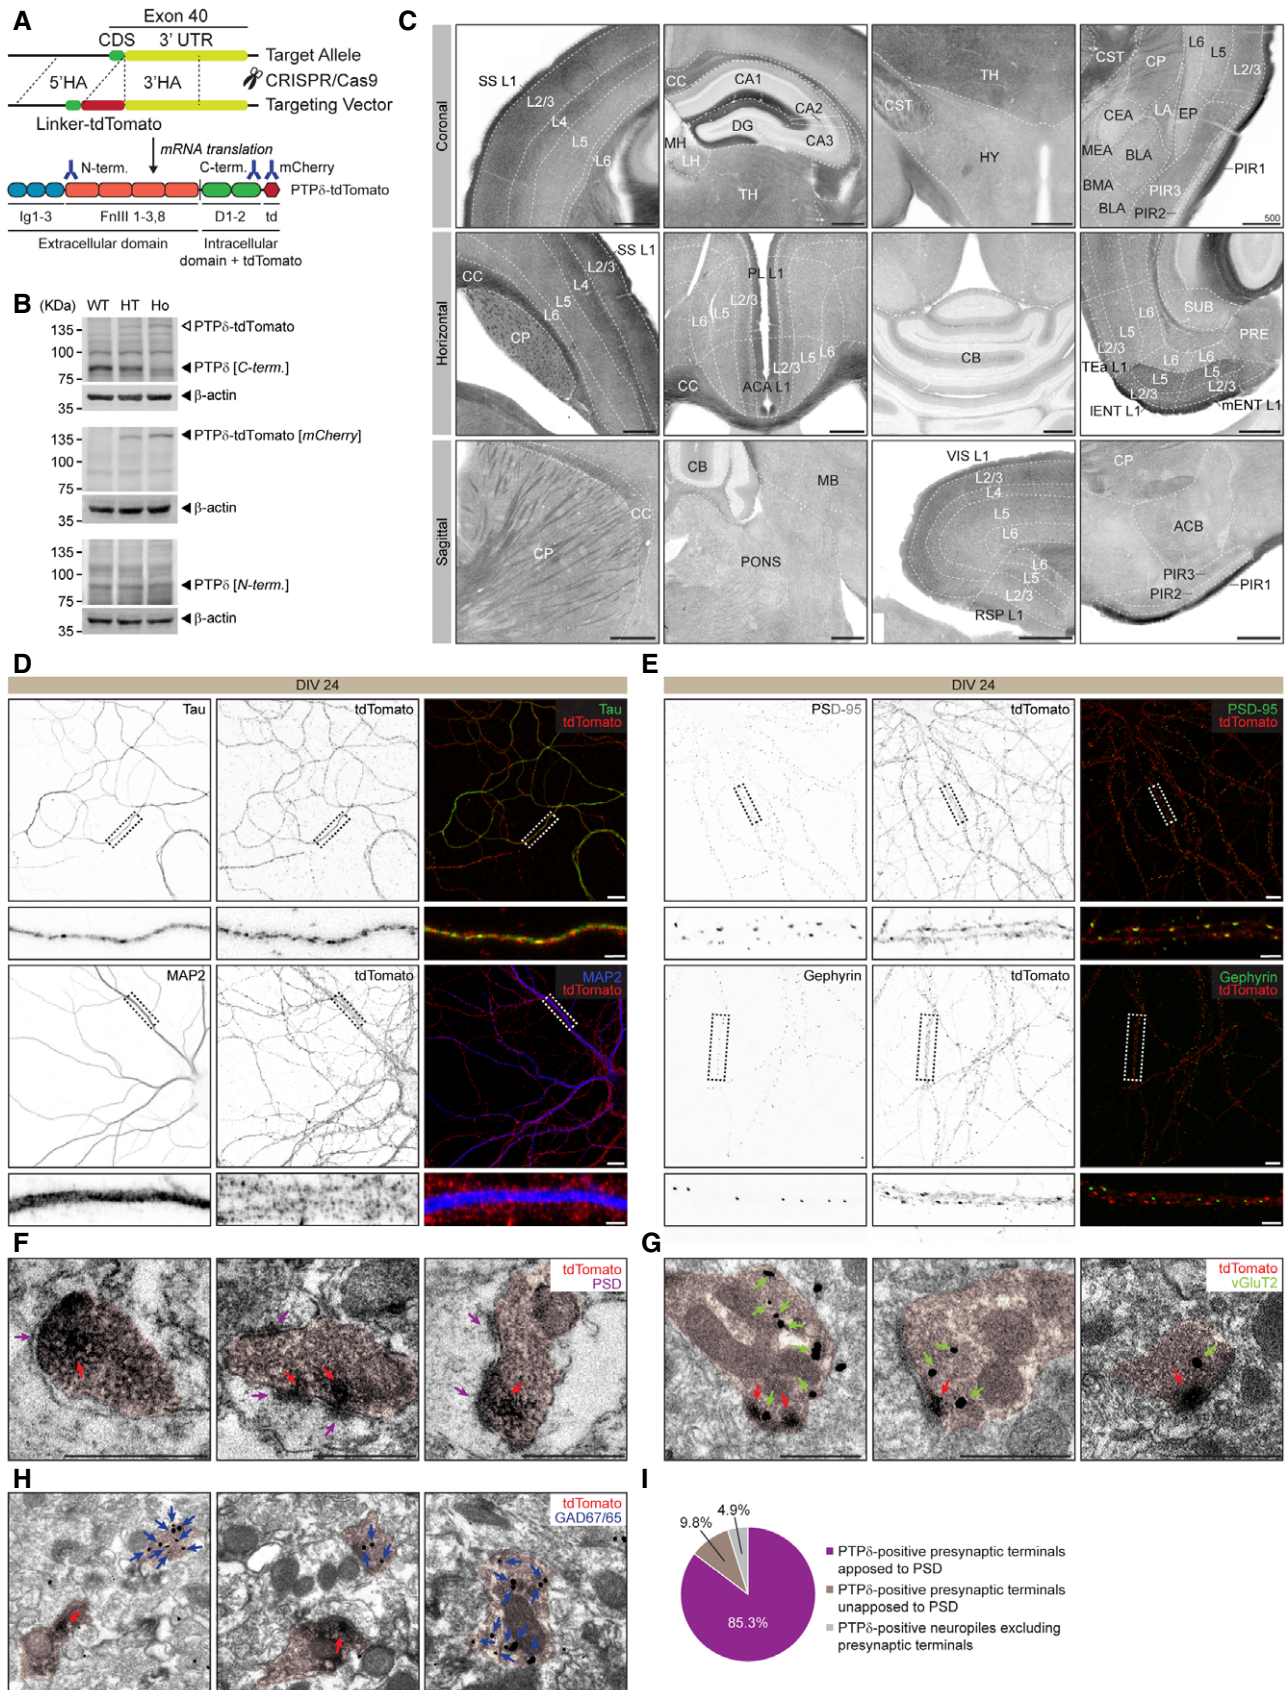 A
Exon 40
CDS 3' UTR
Target Allele
5'HA 3'HA
CRISPR/Cas9
Targeting Vector
Linker-tdTomato
mRNA translation
N-term. C-term. mCherry
PTPδ-tdTomato
Ig1-3 FnIII 1-3,8 D1-2 td
Extracellular domain Intracellular
domain + tdTomato
B
(KDa) WT HT Ho
135
PTPδ-tdTomato
100
PTPδ [C-term.]
75
β-actin
35
135
PTPδ-tdTomato [mCherry]
100
75
β-actin
35
135
100
PTPδ [N-term.]
75
β-actin
35
C
Coronal
SS L1
L2/3
L4
L5
L6
CC
CA1
CA2
DG
CA3
MH
LH
TH
TH
CST
HY
CST
CP
L6
L5
L2/3
CEA
LA
EP
MEA
BLA
BMA
PIR3
PIR1
BLA
PIR2
500
Horizontal
SS L1
L2/3
L4
CC
L5
L6
CP
PL L1
L2/3
L5
L6
L6
L5
L2/3
CC
ACA L1
CB
SUB
L6
L5
PRE
L2/3
L6
L6
TEa L1
L5
L5
L2/3
L2/3
lENT L1
mENT L1
Sagittal
CC
CP
CB
MB
PONS
VIS L1
L2/3
L4
L5
L6
L6
L5
L2/3
RSP L1
CP
ACB
PIR3
PIR2
PIR1
D
DIV 24
Tau
tdTomato
Tau
tdTomato
MAP2
tdTomato
MAP2
tdTomato
E
DIV 24
PSD-95
tdTomato
PSD-95
tdTomato
Gephyrin
tdTomato
Gephyrin
tdTomato
F
tdTomato
PSD
G
tdTomato
vGluT2
H
tdTomato
GAD67/65
I
4.9%
9.8%
85.3%
PTPδ-positive presynaptic terminals
apposed to PSD
PTPδ-positive presynaptic terminals
unapposed to PSD
PTPδ-positive neuropiles excluding
presynaptic terminals